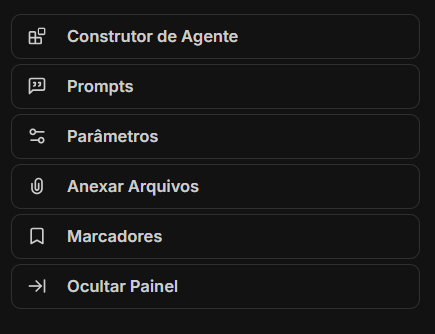 Construtor de Agente
Prompts
Parâmetros
Anexar Arquivos
Marcadores
Ocultar Painel